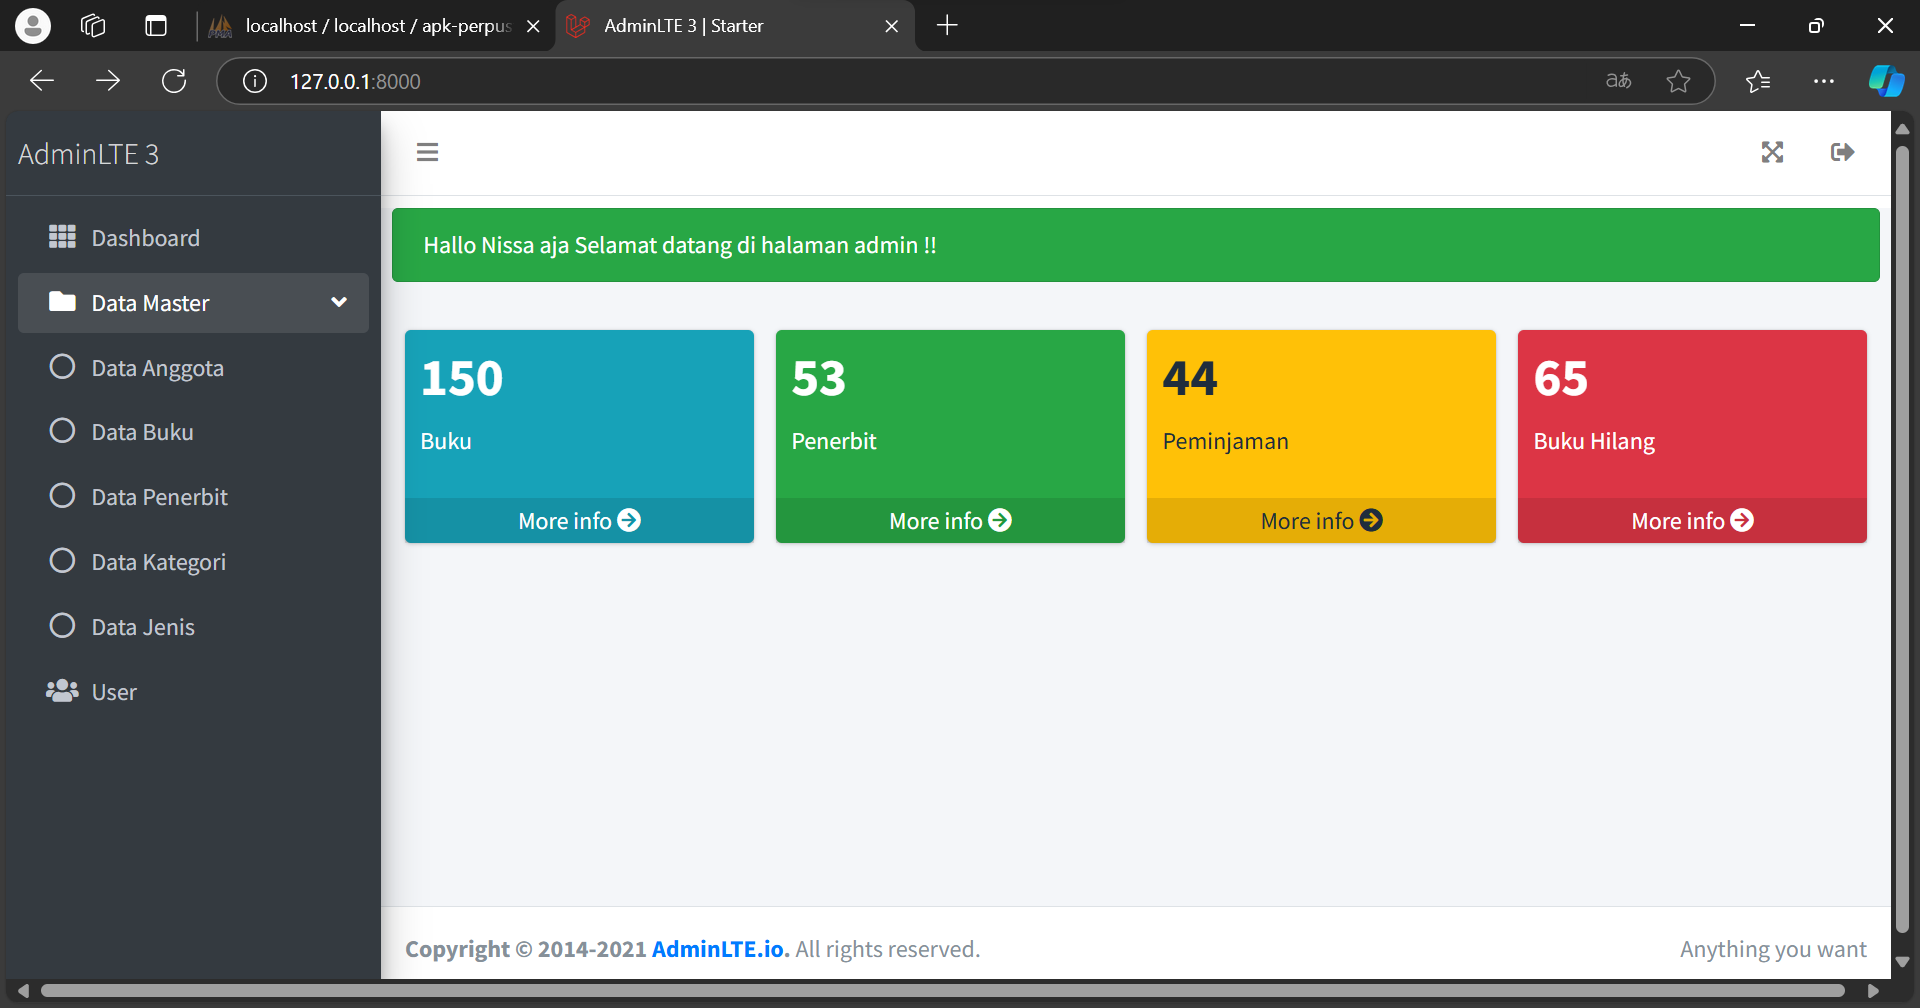 localhost / localhost / apk-perpus
AdminLTE 3 | Starter
127.0.0.1:8000
aあ
AdminLTE 3
Dashboard
Data Master
Data Anggota
Data Buku
Data Penerbit
Data Kategori
Data Jenis
User
Hallo Nissa aja Selamat datang di halaman admin !!
150
Buku
More info
53
Penerbit
More info
44
Peminjaman
More info
65
Buku Hilang
More info
Copyright © 2014-2021 AdminLTE.io. All rights reserved.
Anything you want